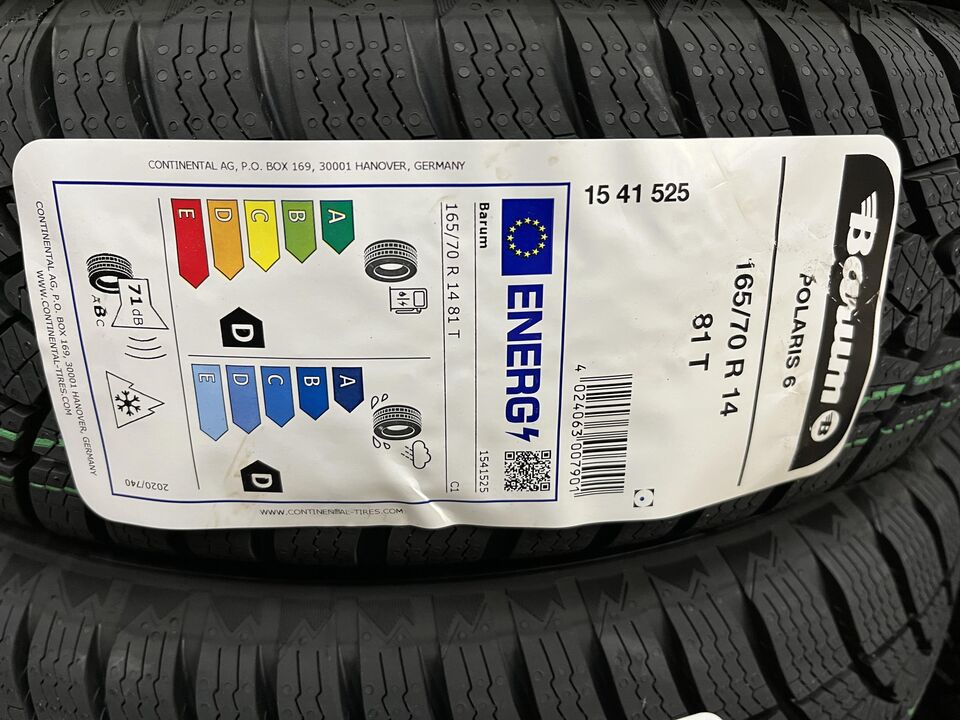 Barum
B
POLARIS 6
165/70 R 14
81 T
15 41 525
4 024063 007901
ENERG
Barum
1541525
165/70 R 14 81 T
C1
A
B
C
D
E
D
A
B
C
D
E
D
71 dB
ABC
2020/740
CONTINENTAL AG, P.O. BOX 169, 30001 HANOVER, GERMANY
WWW.CONTINENTAL-TIRES.COM
CONTINENTAL AG, P.O. BOX 169, 30001 HANOVER, GERMANY
WWW.CONTINENTAL-TIRES.COM